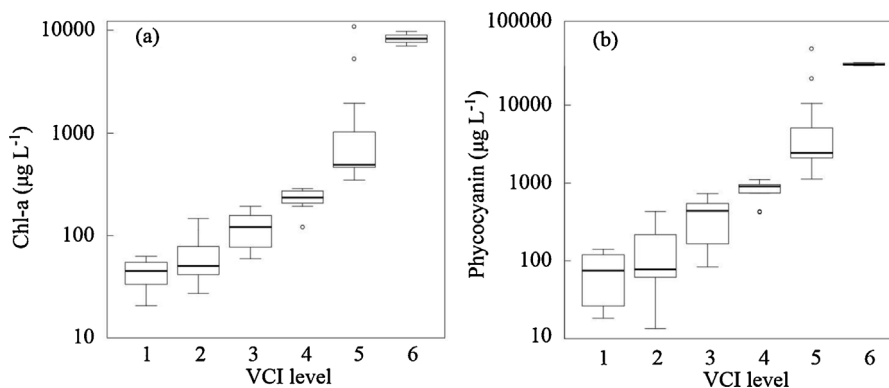 (a)
Chl-a (µg L⁻¹)
10000
1000
100
10
1 2 3 4 5 6
VCI level
(b)
Phycocyanin (µg L⁻¹)
100000
10000
1000
100
10
1 2 3 4 5 6
VCI level